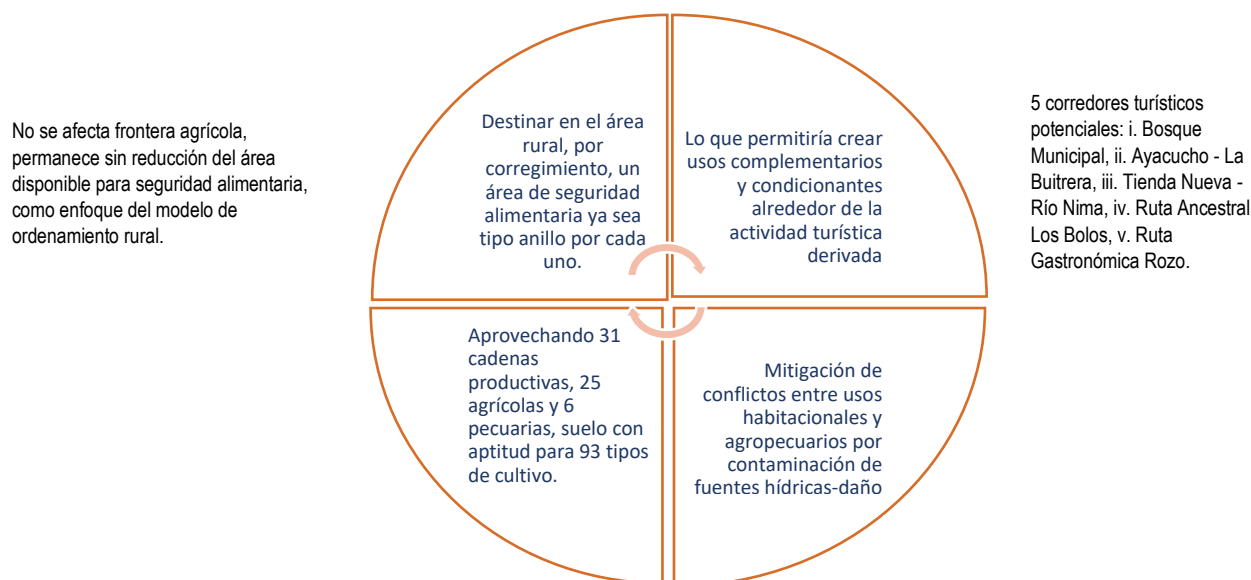 No se afecta frontera agrícola,
permanece sin reducción del área
disponible para seguridad alimentaria,
como enfoque del modelo de
ordenamiento rural.
Destinar en el área
rural, por
corregimiento, un
área de seguridad
alimentaria ya sea
tipo anillo por cada
uno.
Lo que permitiría crear
usos complementarios
y condicionantes
alrededor de la
actividad turística
derivada
5 corredores turísticos
potenciales: i. Bosque
Municipal, ii. Ayacucho - La
Buitrera, iii. Tienda Nueva -
Río Nima, iv. Ruta Ancestral
Los Bolos, v. Ruta
Gastronómica Rozo.
Aprovechando 31
cadenas
productivas, 25
agrícolas y 6
pecuarias, suelo con
aptitud para 93 tipos
de cultivo.
Mitigación de
conflictos entre usos
habitacionales y
agropecuarios por
contaminación de
fuentes hídricas-daño